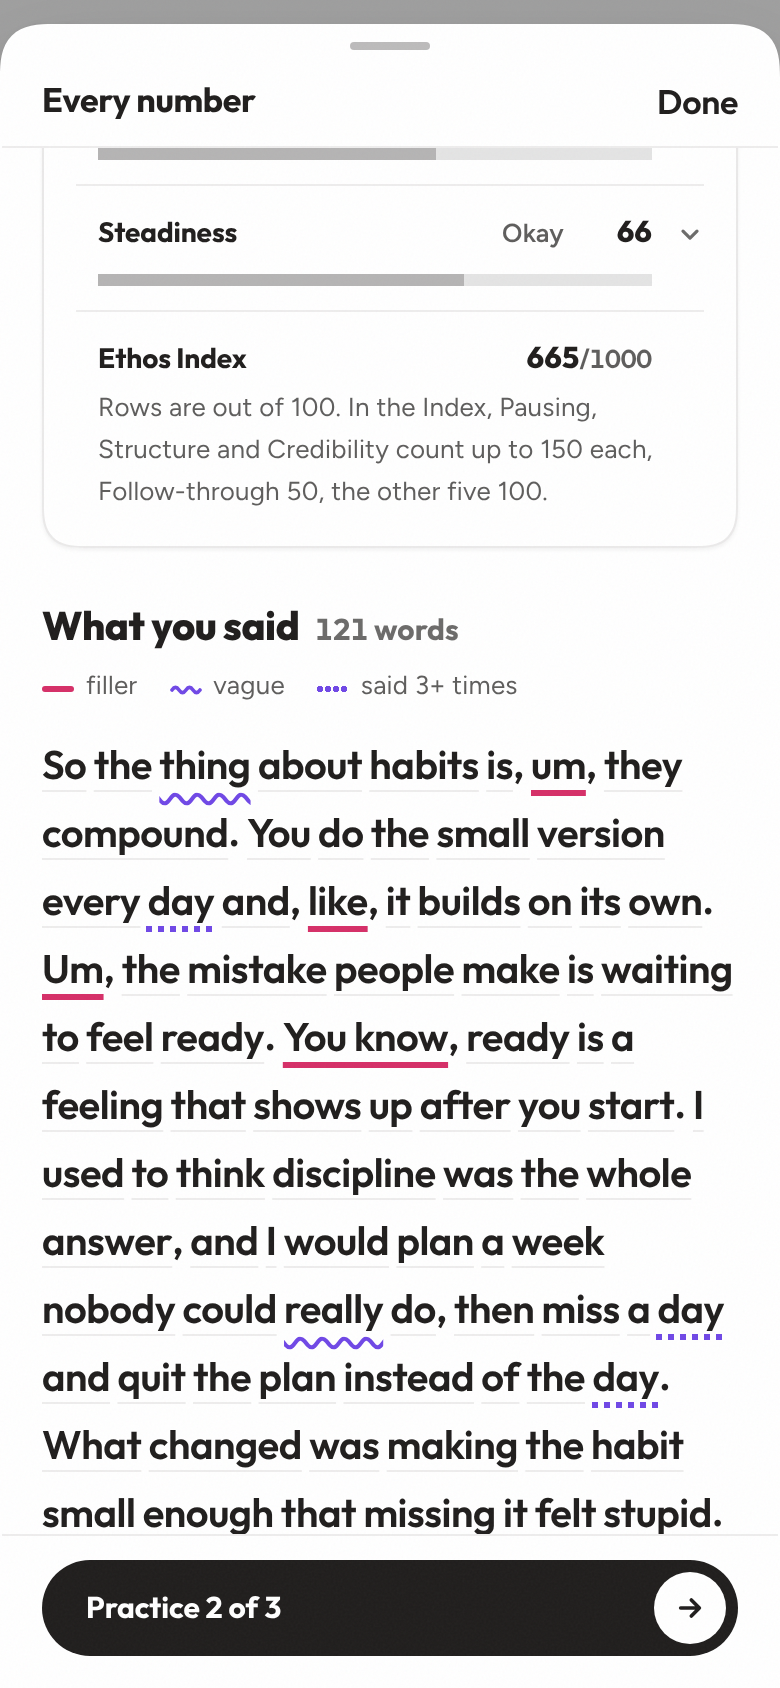 Every number
Done
Steadiness Okay 66
Ethos Index 665/1000
Rows are out of 100. In the Index, Pausing,
Structure and Credibility count up to 150 each,
Follow-through 50, the other five 100.
What you said 121 words
filler vague said 3+ times
So the thing about habits is, um, they
compound. You do the small version
every day and, like, it builds on its own.
Um, the mistake people make is waiting
to feel ready. You know, ready is a
feeling that shows up after you start. I
used to think discipline was the whole
answer, and I would plan a week
nobody could really do, then miss a day
and quit the plan instead of the day.
What changed was making the habit
small enough that missing it felt stupid.
Practice 2 of 3